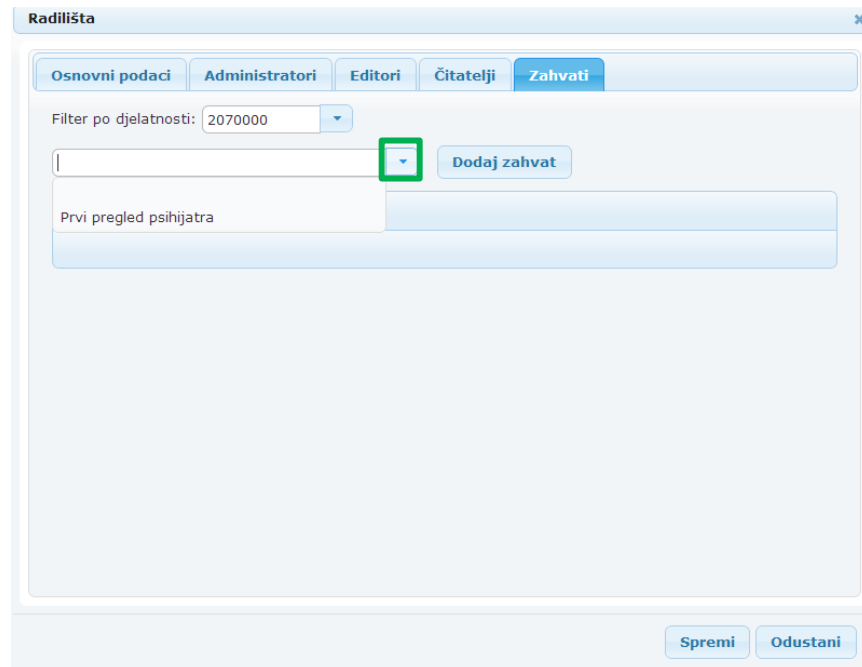 Radilišta
Osnovni podaci Administratori Editori Čitatelji Zahvati
Filter po djelatnosti: 2070000
Dodaj zahvat
Prvi pregled psihijatra
Spremi Odustani